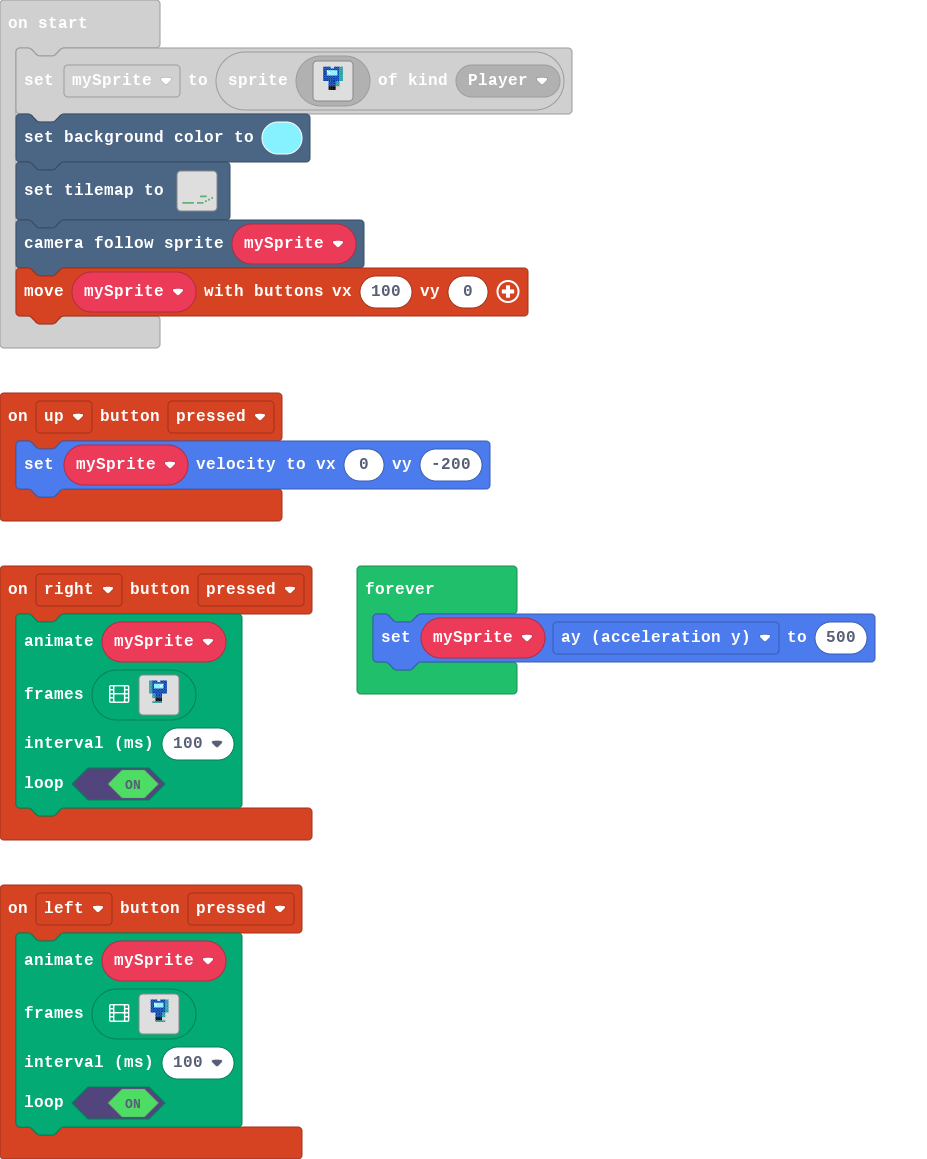 on start
set mySprite to sprite of kind Player
set background color to
set tilemap to
camera follow sprite mySprite
move mySprite with buttons vx 100 vy 0
on up button pressed
set mySprite velocity to vx 0 vy -200
on right button pressed
animate mySprite
frames
interval (ms) 100
loop ON
forever
set mySprite ay (acceleration y) to 500
on left button pressed
animate mySprite
frames
interval (ms) 100
loop ON